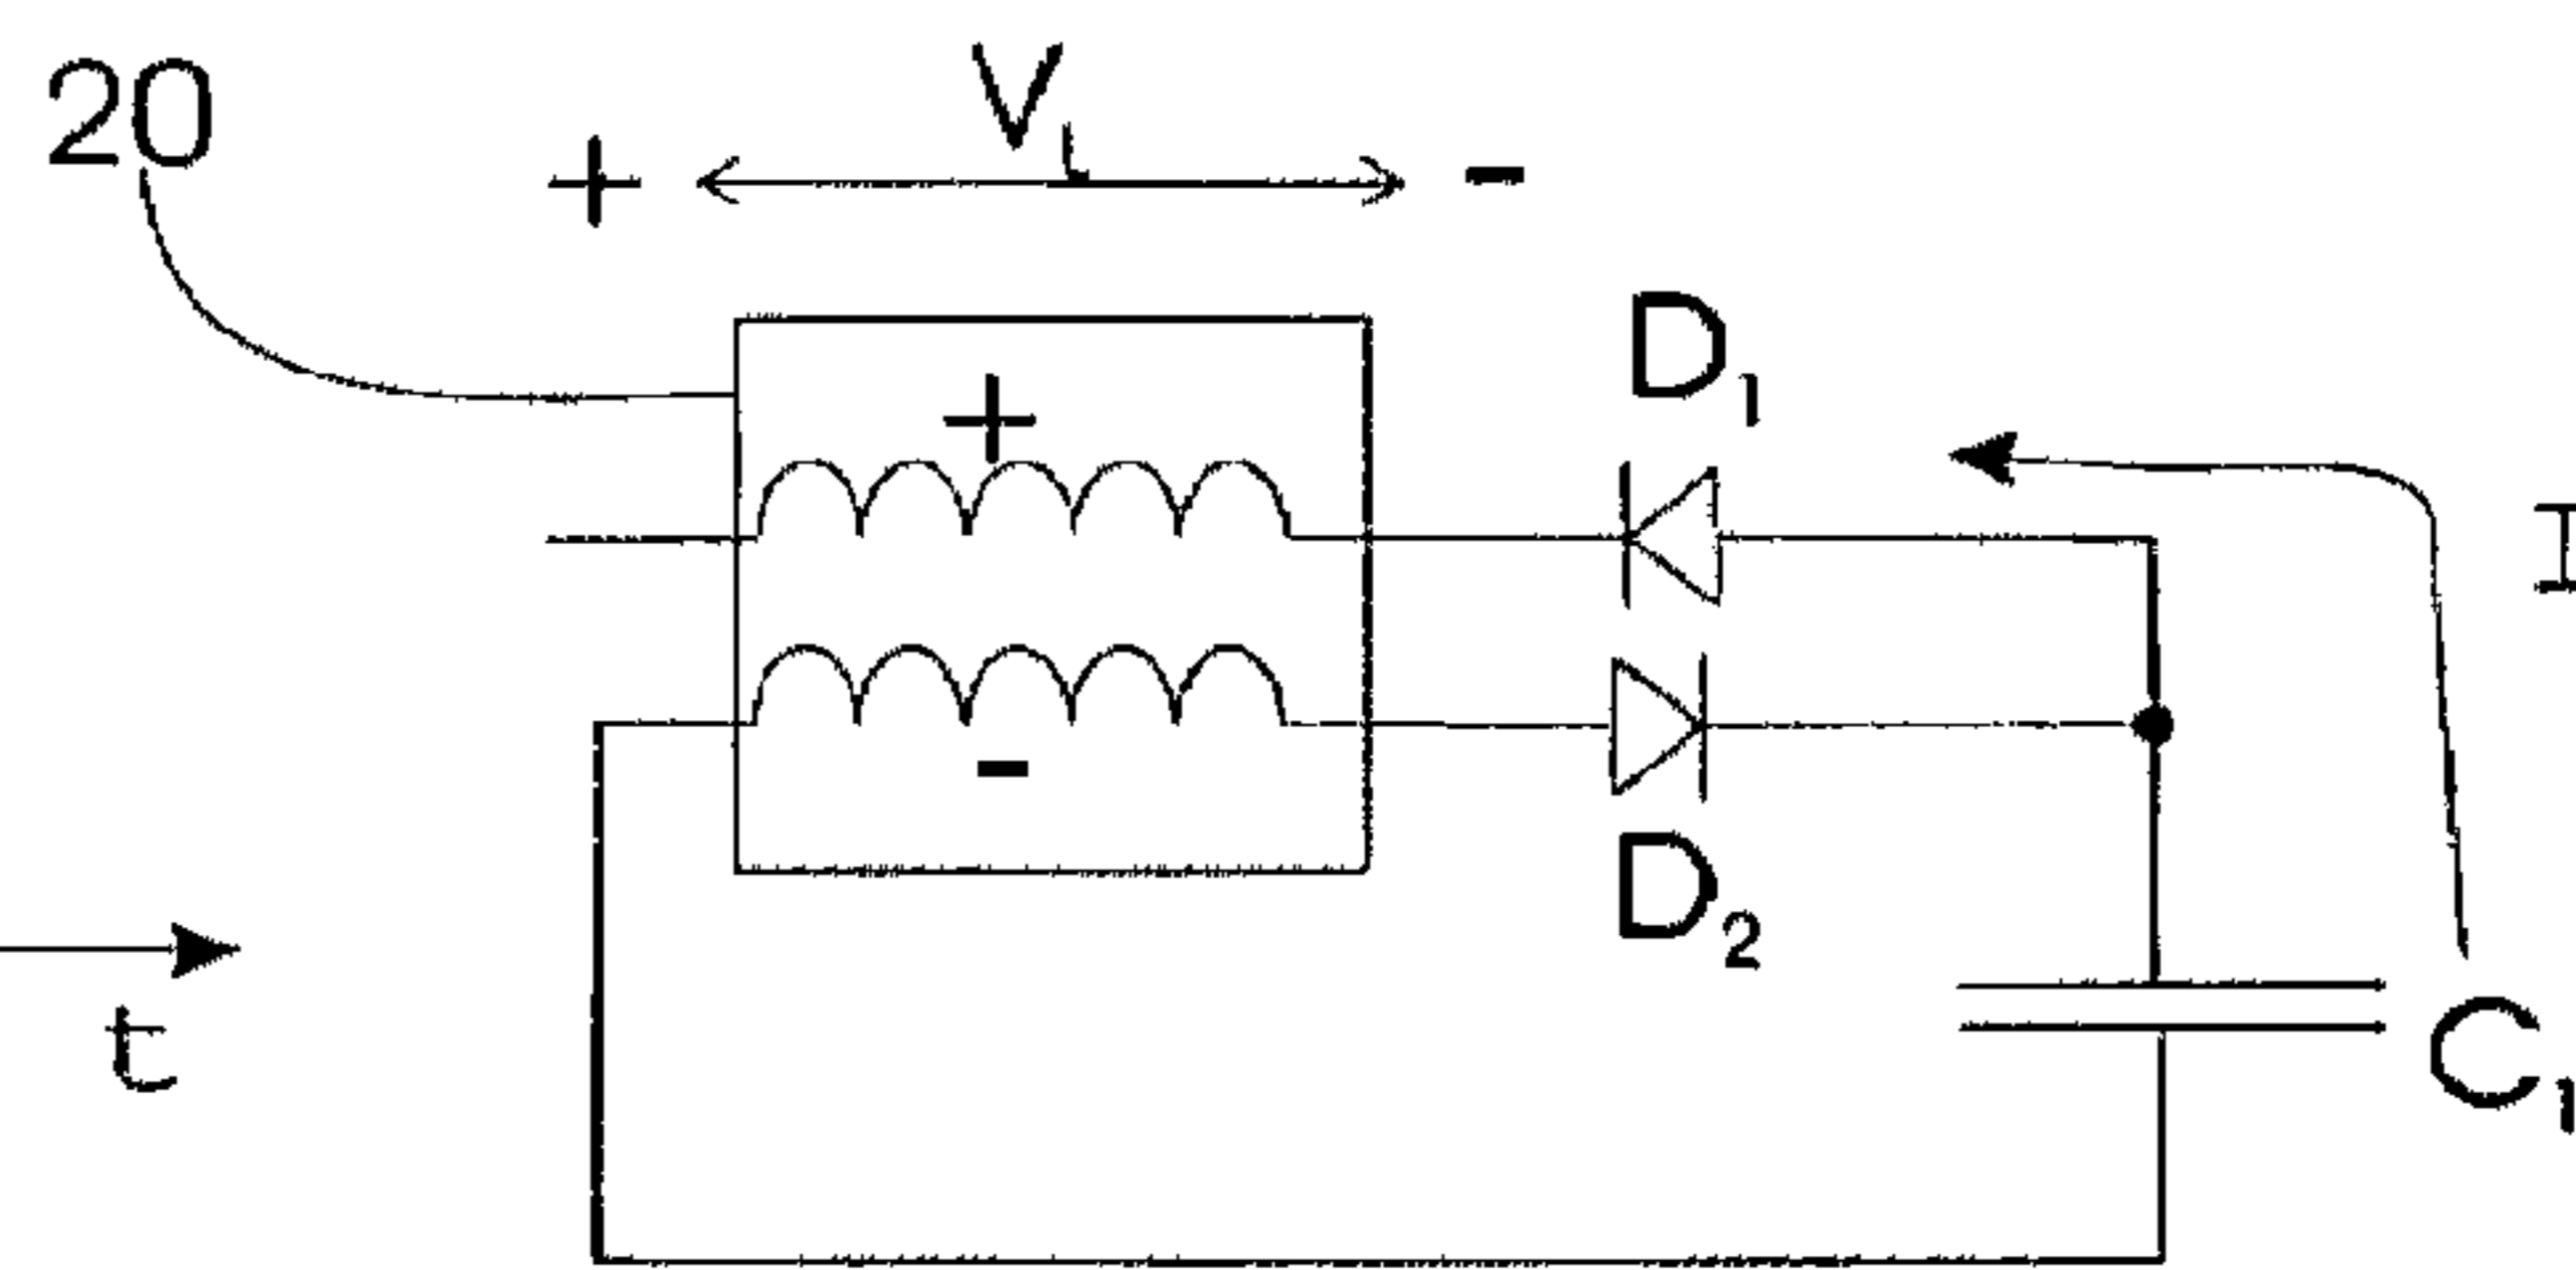 20
V_L
+ -
+
D₁
I
-
D₂
t
C₁